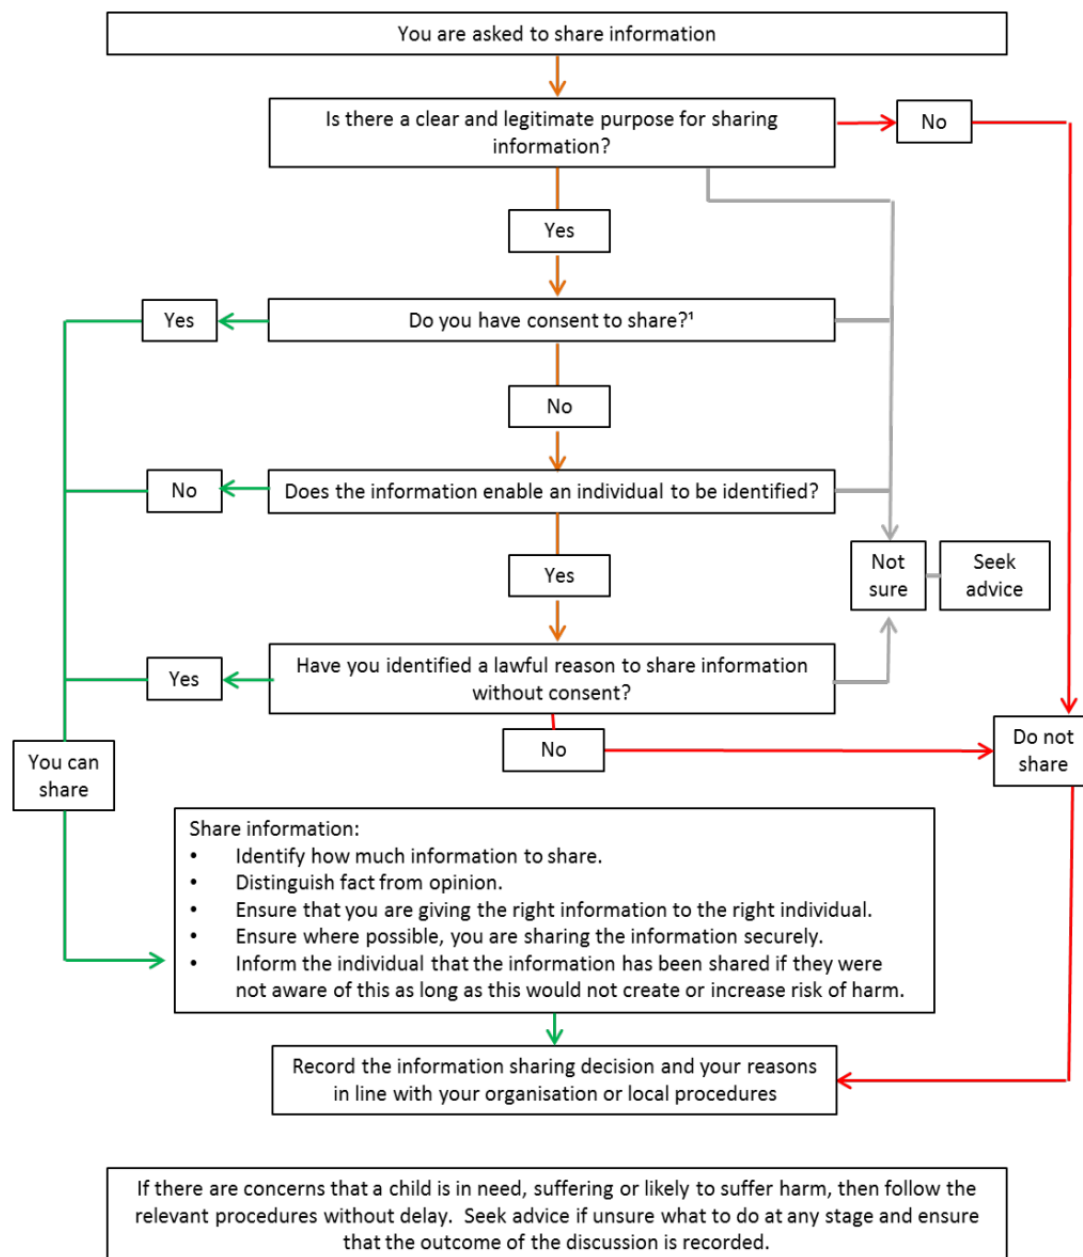 You are asked to share information
Is there a clear and legitimate purpose for sharing
information?
No
Yes
Yes
Do you have consent to share?¹
No
No
Does the information enable an individual to be identified?
Yes
Not
sure
Seek
advice
Yes
Have you identified a lawful reason to share information
without consent?
No
Do not
share
You can
share
Share information:
• Identify how much information to share.
• Distinguish fact from opinion.
• Ensure that you are giving the right information to the right individual.
• Ensure where possible, you are sharing the information securely.
• Inform the individual that the information has been shared if they were
not aware of this as long as this would not create or increase risk of harm.
Record the information sharing decision and your reasons
in line with your organisation or local procedures
If there are concerns that a child is in need, suffering or likely to suffer harm, then follow the
relevant procedures without delay. Seek advice if unsure what to do at any stage and ensure
that the outcome of the discussion is recorded.